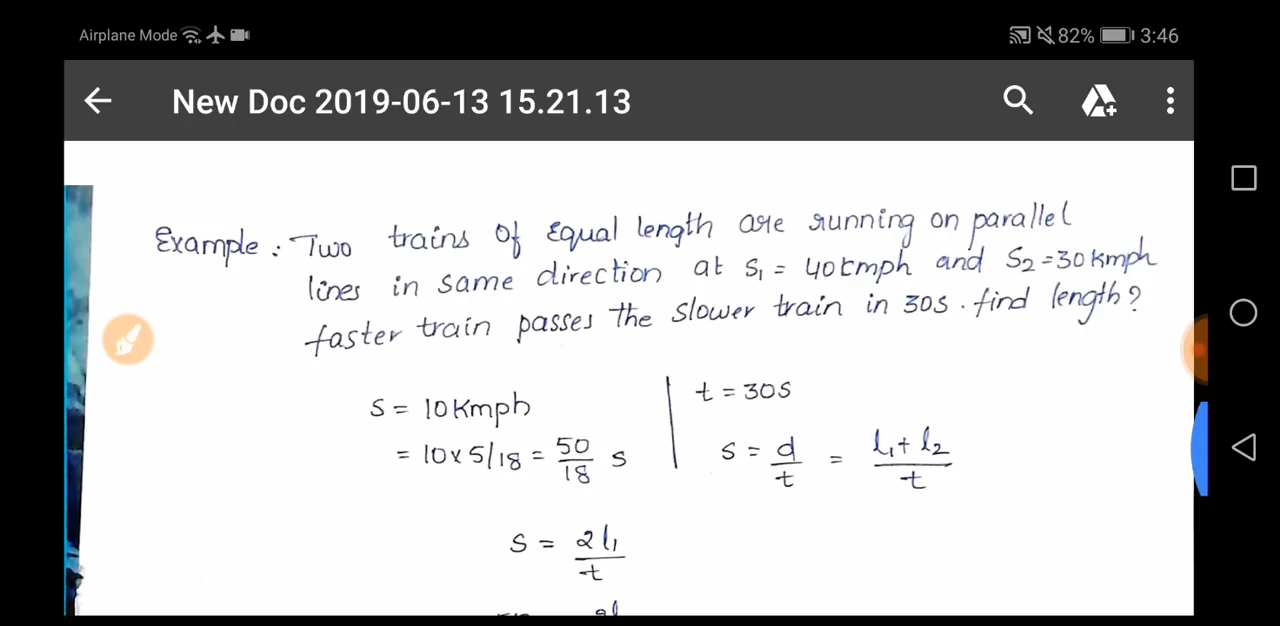 Airplane Mode 82% 3:46
New Doc 2019-06-13 15.21.13
Example : Two trains of Equal length are running on parallel
lines in same direction at S1 = 40kmph and S2 = 30kmph
faster train passes the slower train in 30s . find length?
S = 10Kmph
= 10 x 5/18 = 50/18 s
t = 30s
S = d/t = l1 + l2/t
S = 2l1/t